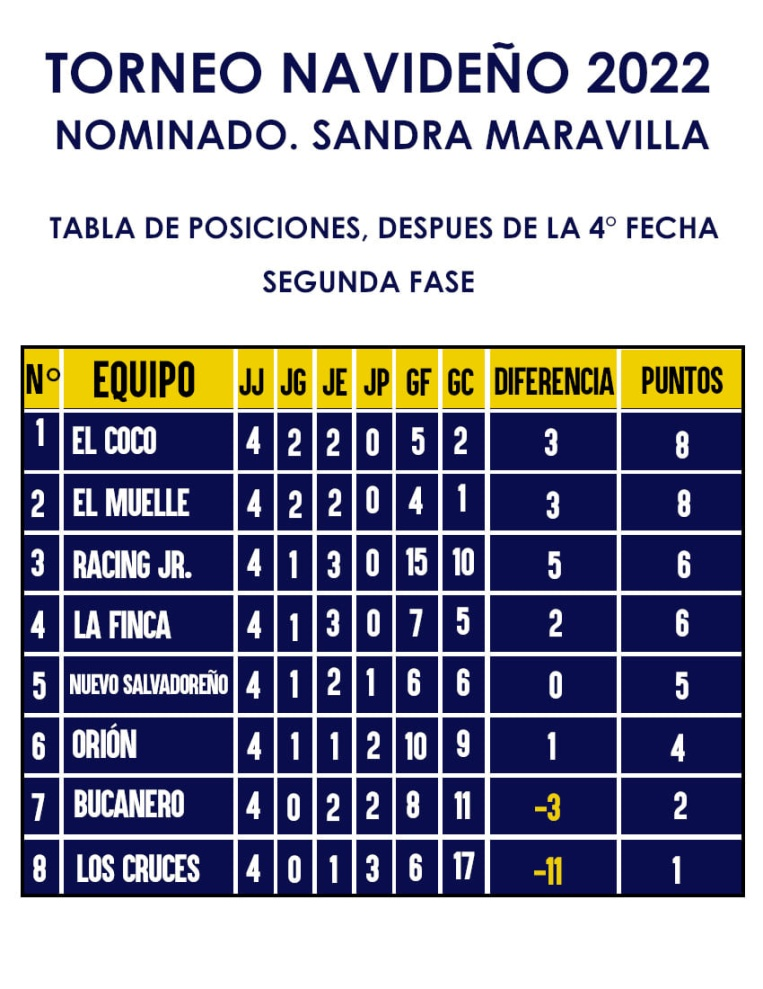 TORNEO NAVIDEÑO 2022
NOMINADO. SANDRA MARAVILLA
TABLA DE POSICIONES, DESPUES DE LA 4° FECHA
SEGUNDA FASE
N° EQUIPO JJ JG JE JP GF GC DIFERENCIA PUNTOS
1 EL COCO 4 2 2 0 5 2 3 8
2 EL MUELLE 4 2 2 0 4 1 3 8
3 RACING JR. 4 1 3 0 15 10 5 6
4 LA FINCA 4 1 3 0 7 5 2 6
5 NUEVO SALVADOREÑO 4 1 2 1 6 6 0 5
6 ORIÓN 4 1 1 2 10 9 1 4
7 BUCANERO 4 0 2 2 8 11 -3 2
8 LOS CRUCES 4 0 1 3 6 17 -11 1